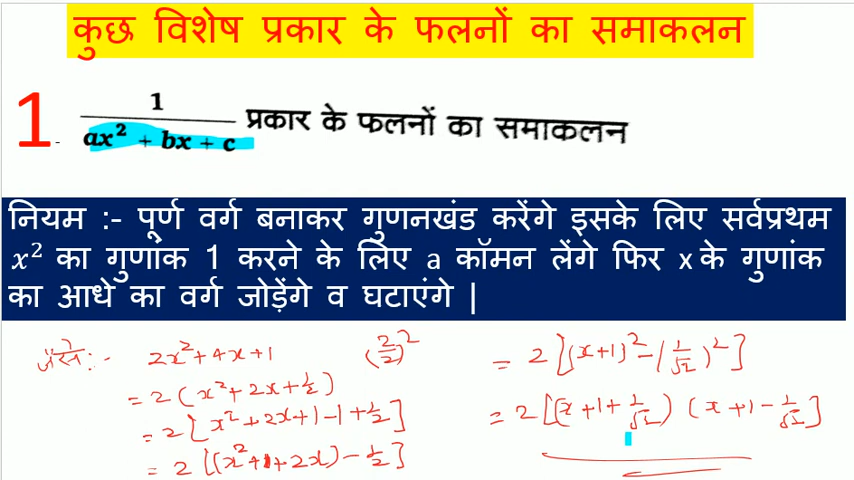 कुछ विशेष प्रकार के फलनों का समाकलन
1. 1/(ax² + bx + c) प्रकार के फलनों का समाकलन
नियम :- पूर्ण वर्ग बनाकर गुणनखंड करेंगे इसके लिए सर्वप्रथम
x² का गुणांक 1 करने के लिए a कॉमन लेंगे फिर x के गुणांक
का आधे का वर्ग जोड़ेंगे व घटाएंगे |
जैसे:- 2x²+4x+1 (2/2)²
= 2(x²+2x+1/2)
= 2[x²+2x+1-1+1/2]
= 2[(x²+1+2x)-1/2]
= 2[(x+1)²-(1/√2)²]
= 2[(x+1+1/√2)(x+1-1/√2)]